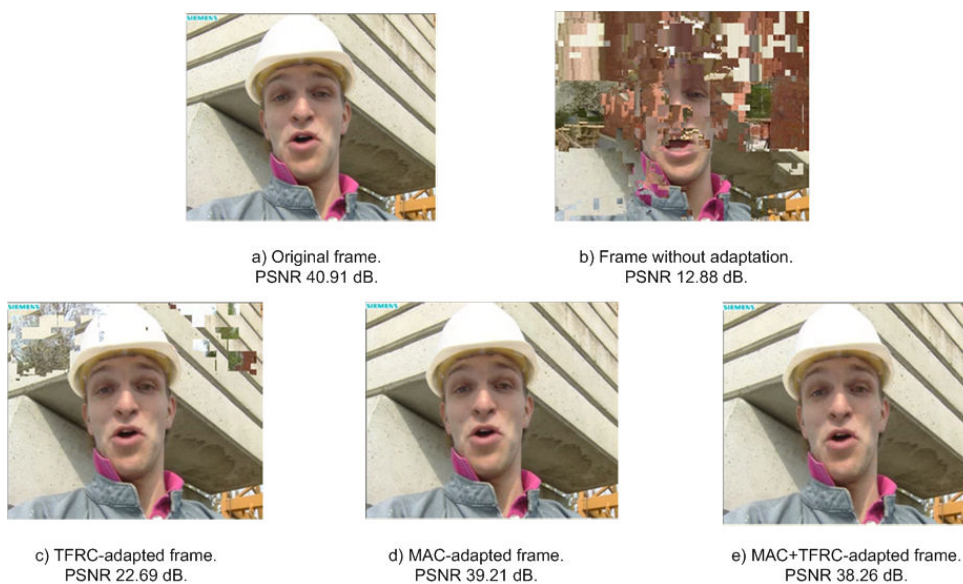 SIEMENS
a) Original frame.
PSNR 40.91 dB.
b) Frame without adaptation.
PSNR 12.88 dB.
SIEMENS
SIEMENS
SIEMENS
c) TFRC-adapted frame.
PSNR 22.69 dB.
d) MAC-adapted frame.
PSNR 39.21 dB.
e) MAC+TFRC-adapted frame.
PSNR 38.26 dB.